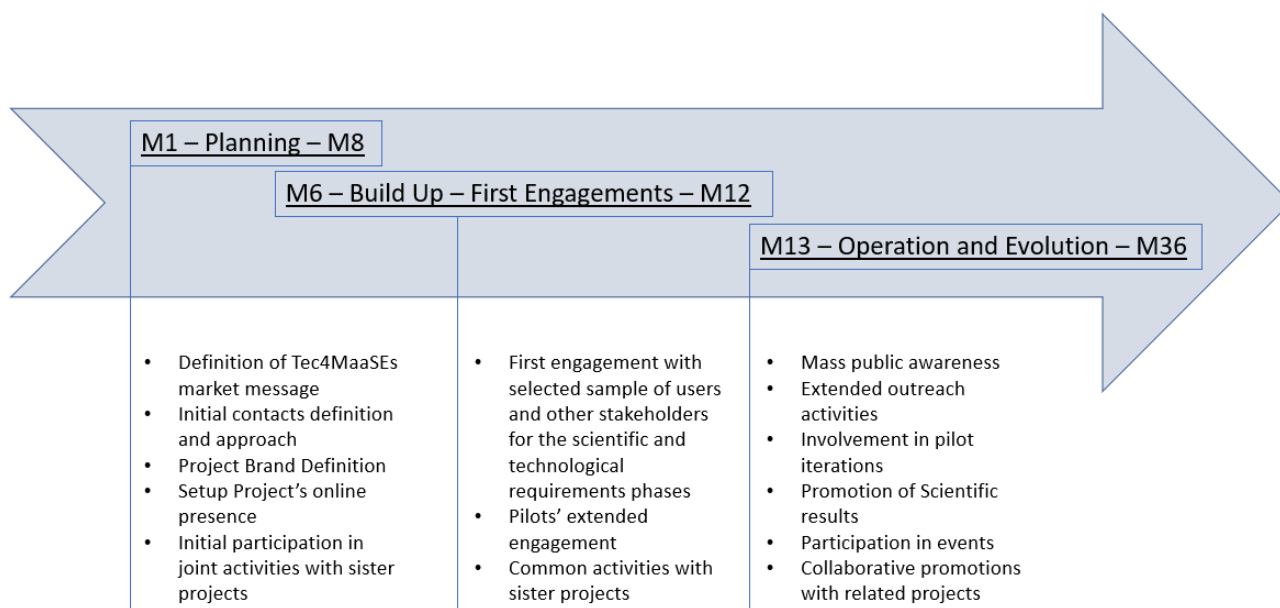 M1 – Planning – M8
M6 – Build Up – First Engagements – M12
M13 – Operation and Evolution – M36
• Definition of Tec4MaaSEs
market message
• Initial contacts definition
and approach
• Project Brand Definition
• Setup Project’s online
presence
• Initial participation in
joint activities with sister
projects
• First engagement with
selected sample of users
and other stakeholders
for the scientific and
technological
requirements phases
• Pilots’ extended
engagement
• Common activities with
sister projects
• Mass public awareness
• Extended outreach
activities
• Involvement in pilot
iterations
• Promotion of Scientific
results
• Participation in events
• Collaborative promotions
with related projects